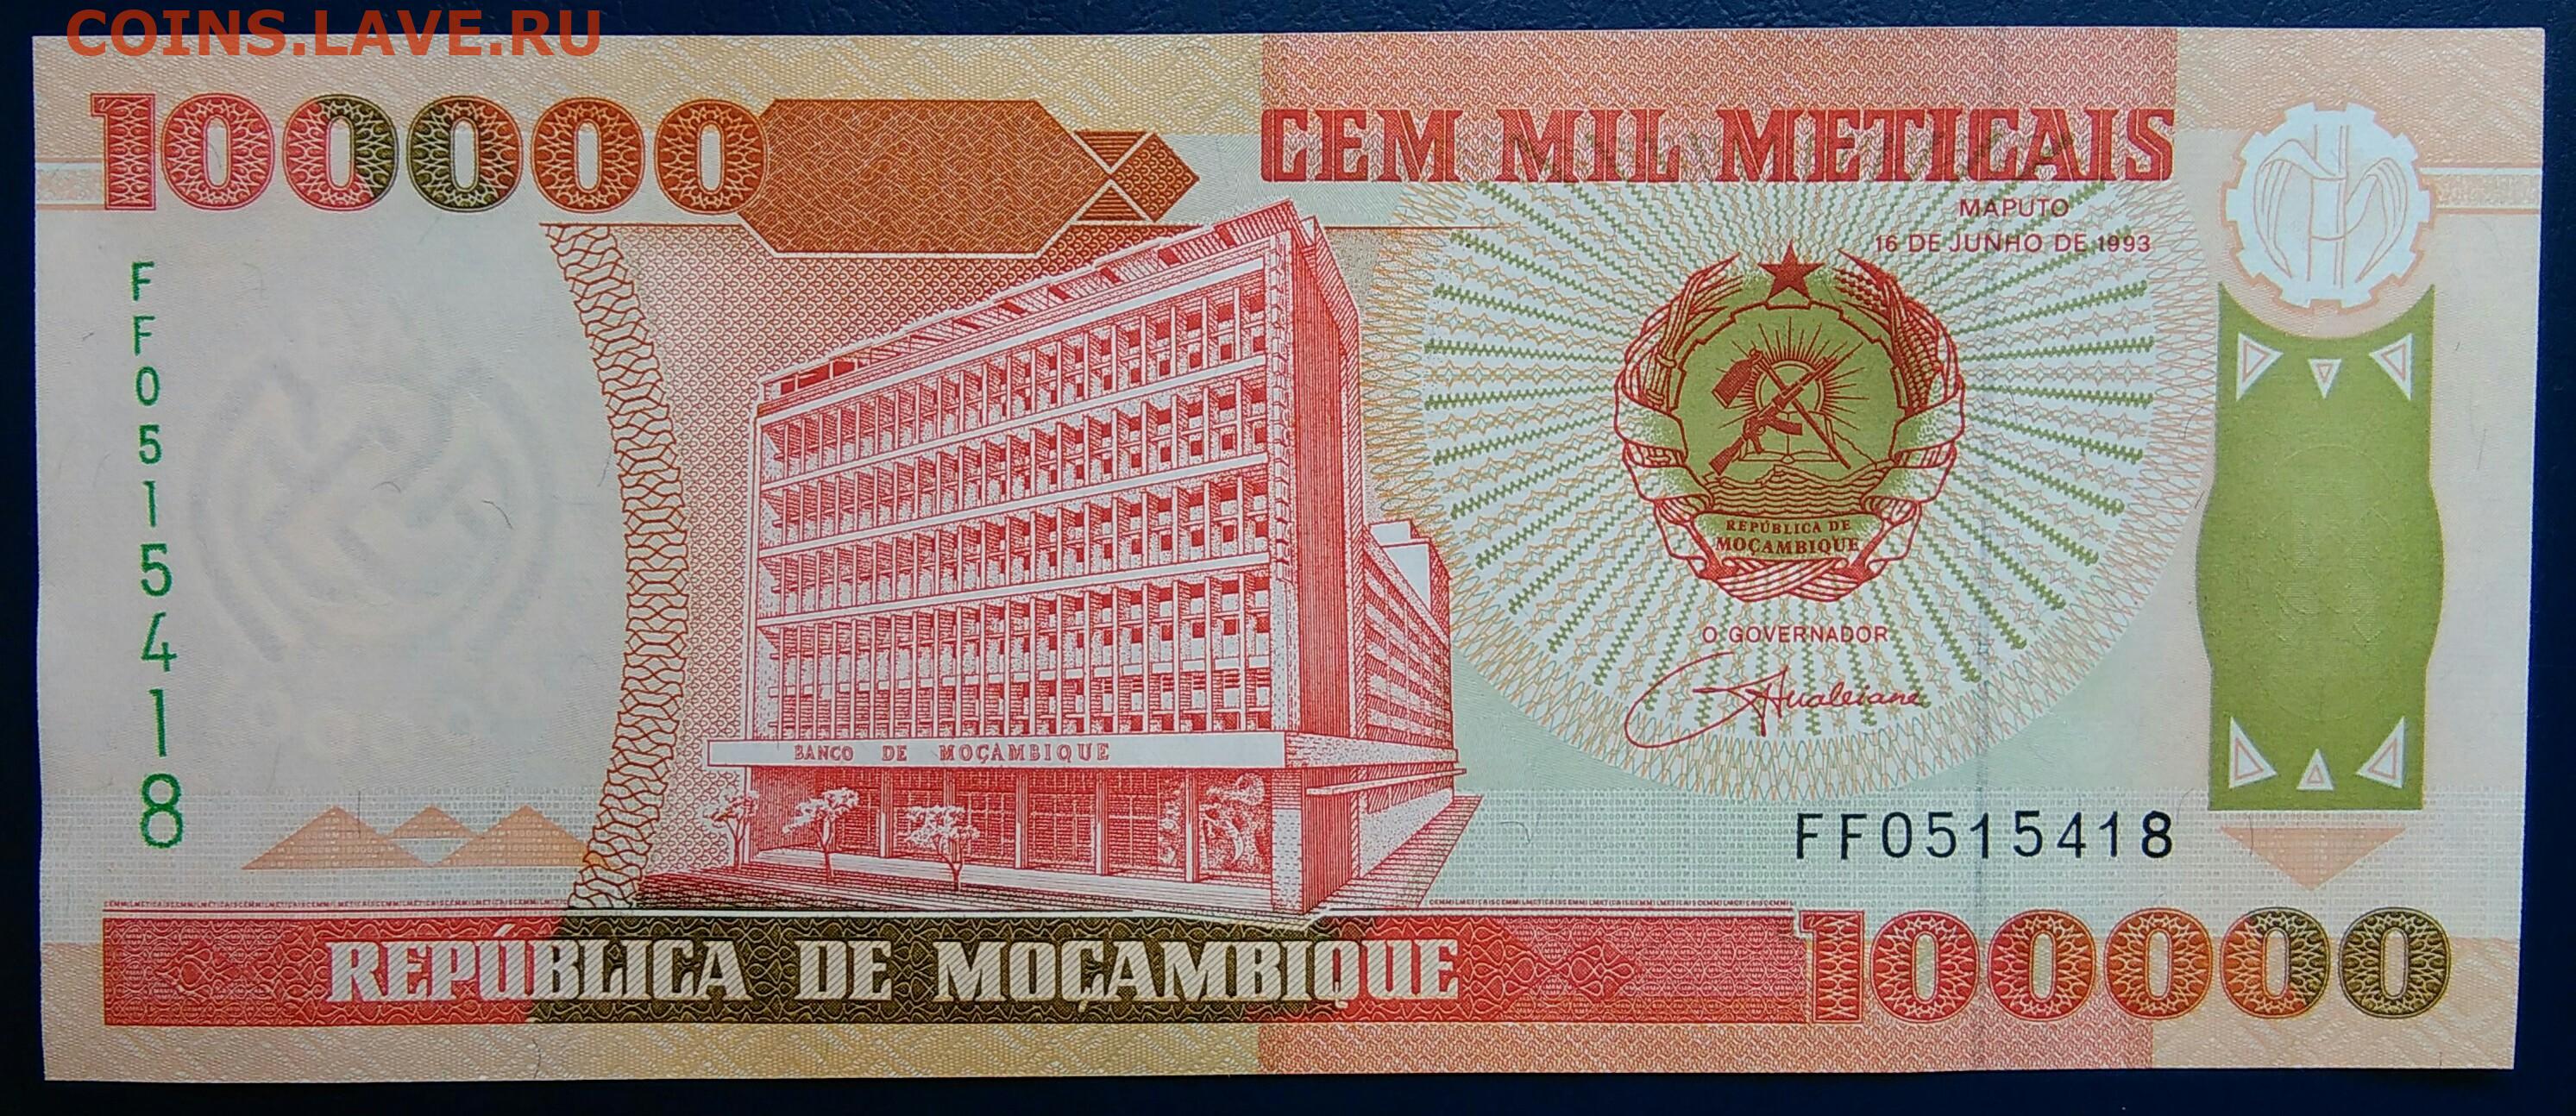 COINS.LAVE.RU
100000
CEM MIL METICAIS
MAPUTO
16 DE JUNHO DE 1993
FF0515418
REPÚBLICA DE
MOÇAMBIQUE
O GOVERNADOR
BANCO DE MOÇAMBIQUE
FF0515418
REPÚBLICA DE MOÇAMBIQUE
100000